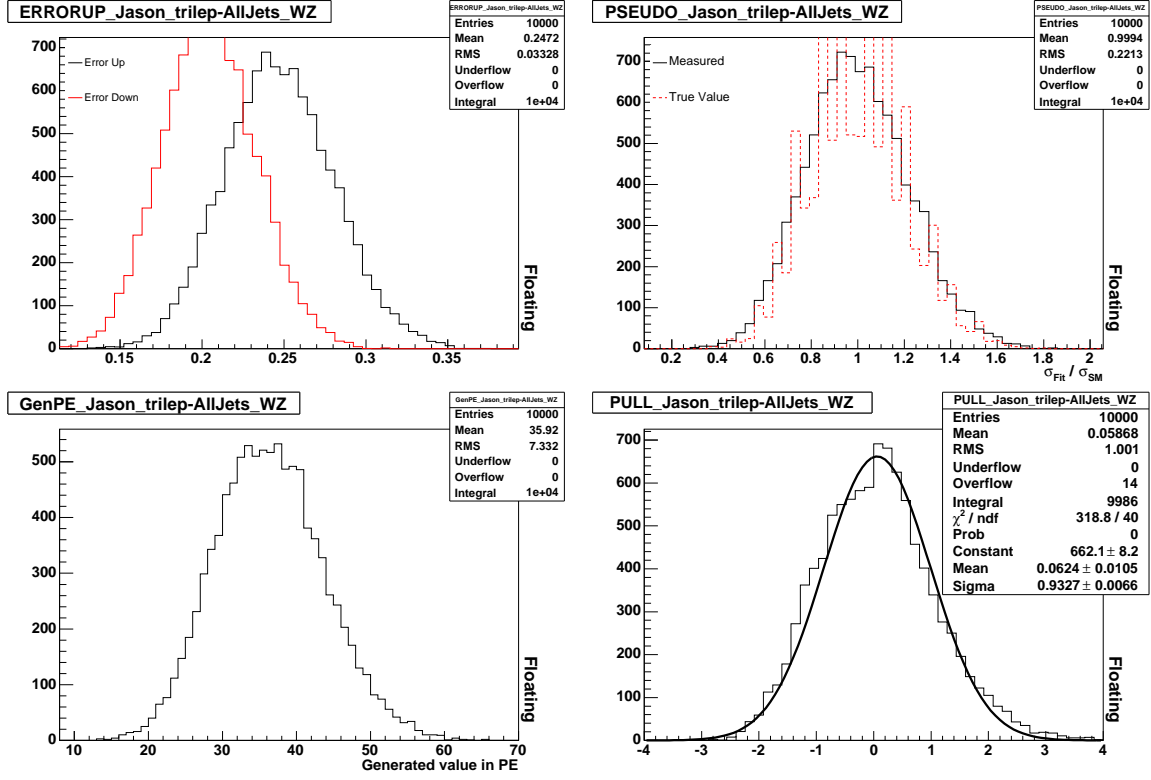 ERRORUP_Jason_trilep-AllJets_WZ
ERRORUP_Jason_trilep-AllJets_WZ
Entries 10000
Mean 0.2472
RMS 0.03328
Underflow 0
Overflow 0
Integral 1e+04
Error Up
Error Down
700
600
500
400
300
200
100
0
0.15 0.2 0.25 0.3 0.35
Floating
PSEUDO_Jason_trilep-AllJets_WZ
PSEUDO_Jason_trilep-AllJets_WZ
Entries 10000
Mean 0.9994
RMS 0.2213
Underflow 0
Overflow 0
Integral 1e+04
Measured
True Value
700
600
500
400
300
200
100
0
0.2 0.4 0.6 0.8 1 1.2 1.4 1.6 1.8 2
σFit / σSM
Floating
GenPE_Jason_trilep-AllJets_WZ
GenPE_Jason_trilep-AllJets_WZ
Entries 10000
Mean 35.92
RMS 7.332
Underflow 0
Overflow 0
Integral 1e+04
500
400
300
200
100
0
10 20 30 40 50 60 70
Generated value in PE
Floating
PULL_Jason_trilep-AllJets_WZ
PULL_Jason_trilep-AllJets_WZ
Entries 10000
Mean 0.05868
RMS 1.001
Underflow 0
Overflow 14
Integral 9986
χ² / ndf 318.8 / 40
Prob 0
Constant 662.1 ± 8.2
Mean 0.0624 ± 0.0105
Sigma 0.9327 ± 0.0066
700
600
500
400
300
200
100
0
-4 -3 -2 -1 0 1 2 3 4
Floating